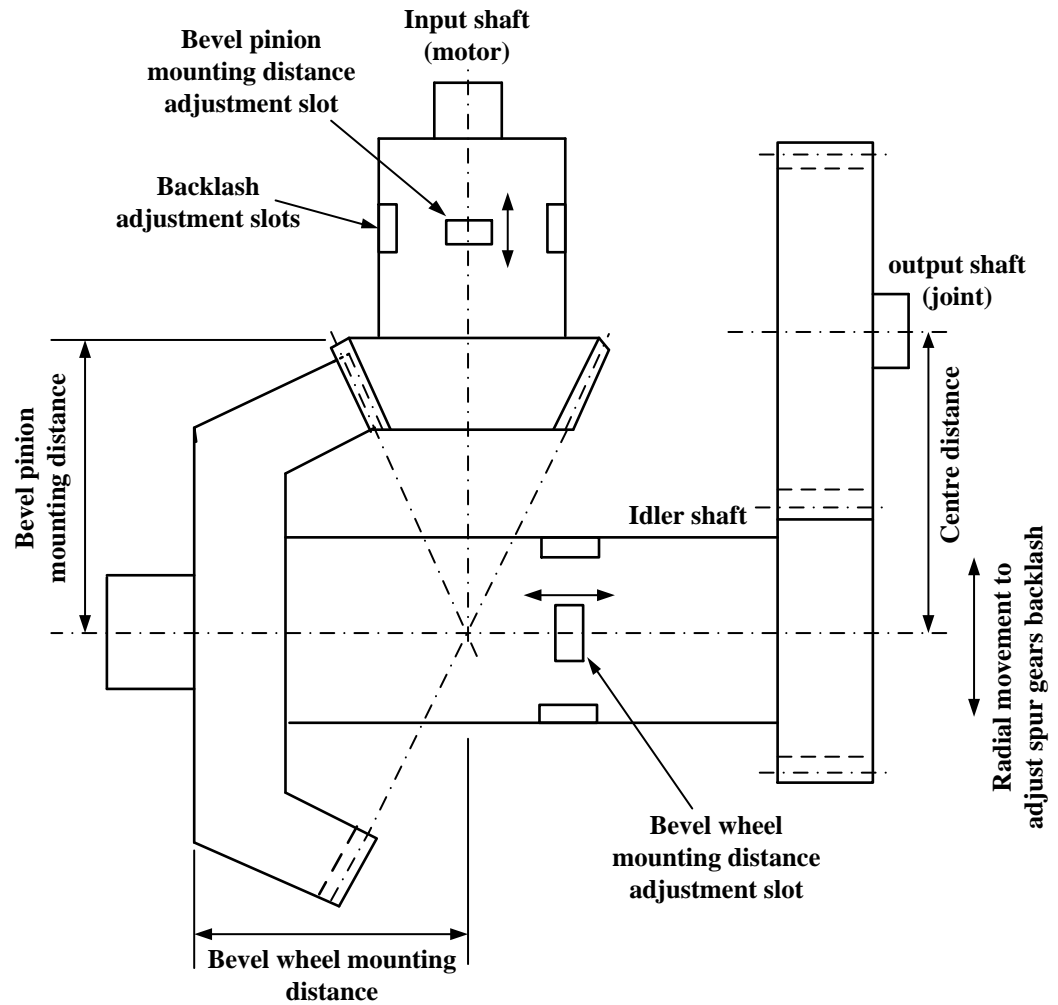 Input shaft
(motor)
Bevel pinion
mounting distance
adjustment slot
Backlash
adjustment slots
output shaft
(joint)
Bevel pinion
mounting distance
Centre distance
Idler shaft
Radial movement to
adjust spur gears backlash
Bevel wheel
mounting distance
adjustment slot
Bevel wheel mounting
distance